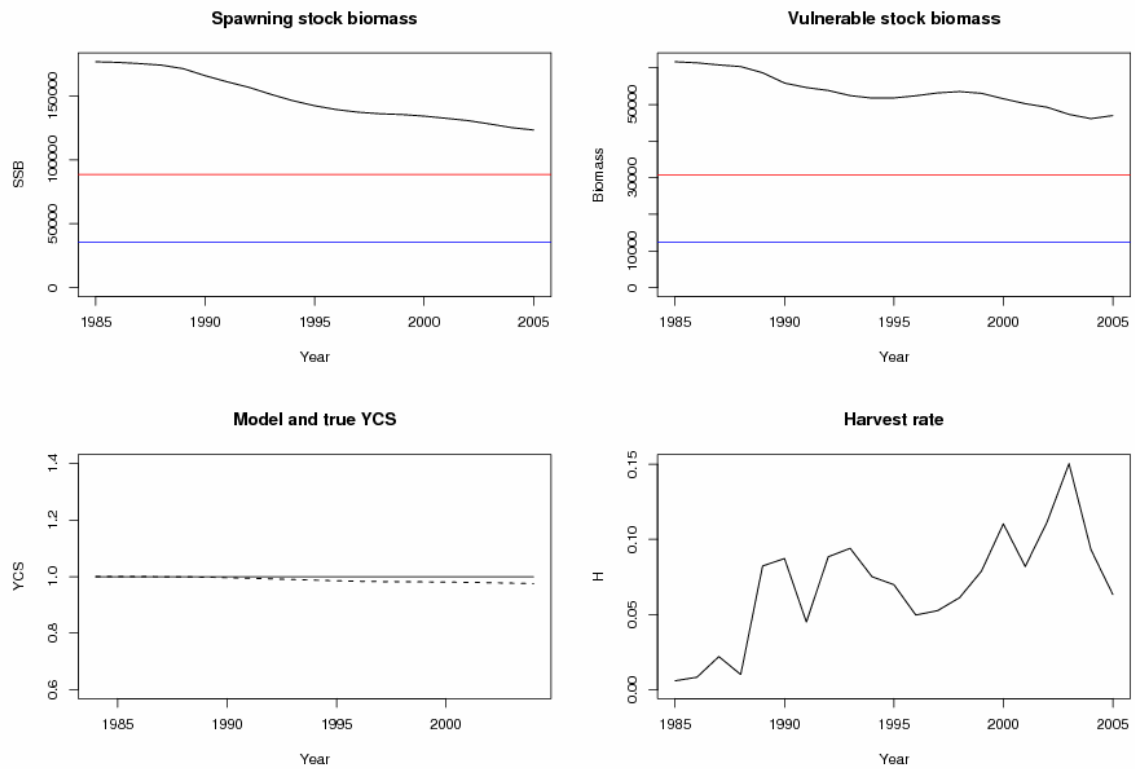 Spawning stock biomass
SSB
150000
100000
50000
0
1985 1990 1995 2000 2005
Year
Vulnerable stock biomass
Biomass
50000
30000
10000
0
1985 1990 1995 2000 2005
Year
Model and true YCS
YCS
1.4
1.2
1.0
0.8
0.6
1985 1990 1995 2000
Year
Harvest rate
H
0.15
0.10
0.05
0.00
1985 1990 1995 2000 2005
Year